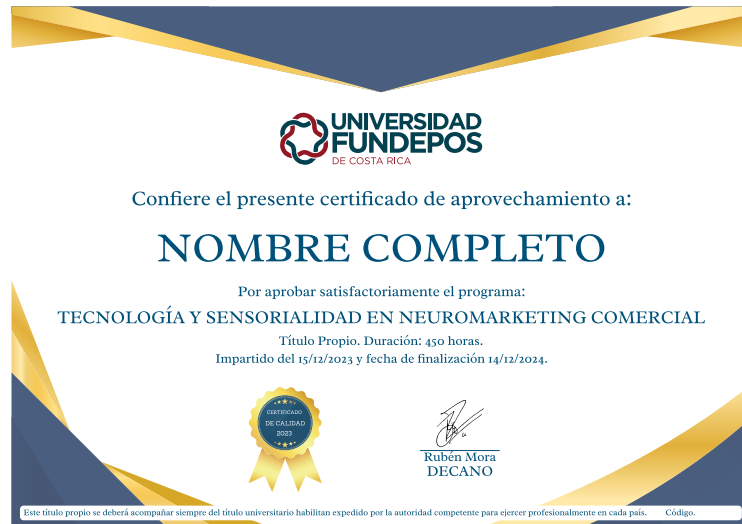 UNIVERSIDAD
FUNDEPOS
DE COSTA RICA
Confiere el presente certificado de aprovechamiento a:
NOMBRE COMPLETO
Por aprobar satisfactoriamente el programa:
TECNOLOGÍA Y SENSORIALIDAD EN NEUROMARKETING COMERCIAL
Título Propio. Duración: 450 horas.
Impartido del 15/12/2023 y fecha de finalización 14/12/2024.
CERTIFICADO
DE CALIDAD
2023
Rubén Mora
DECANO
Este título propio se deberá acompañar siempre del título universitario habilitan expedido por la autoridad competente para ejercer profesionalmente en cada país. Código.